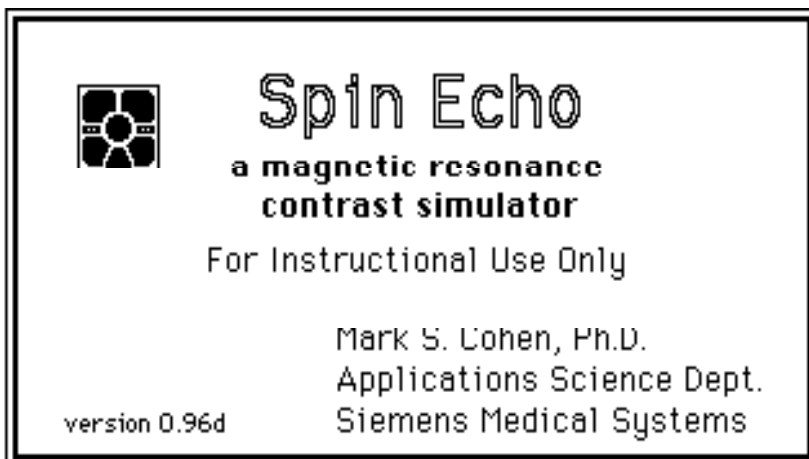 Spin Echo
a magnetic resonance
contrast simulator
For Instructional Use Only
Mark S. Cohen, Ph.D.
Applications Science Dept.
version 0.96d
Siemens Medical Systems